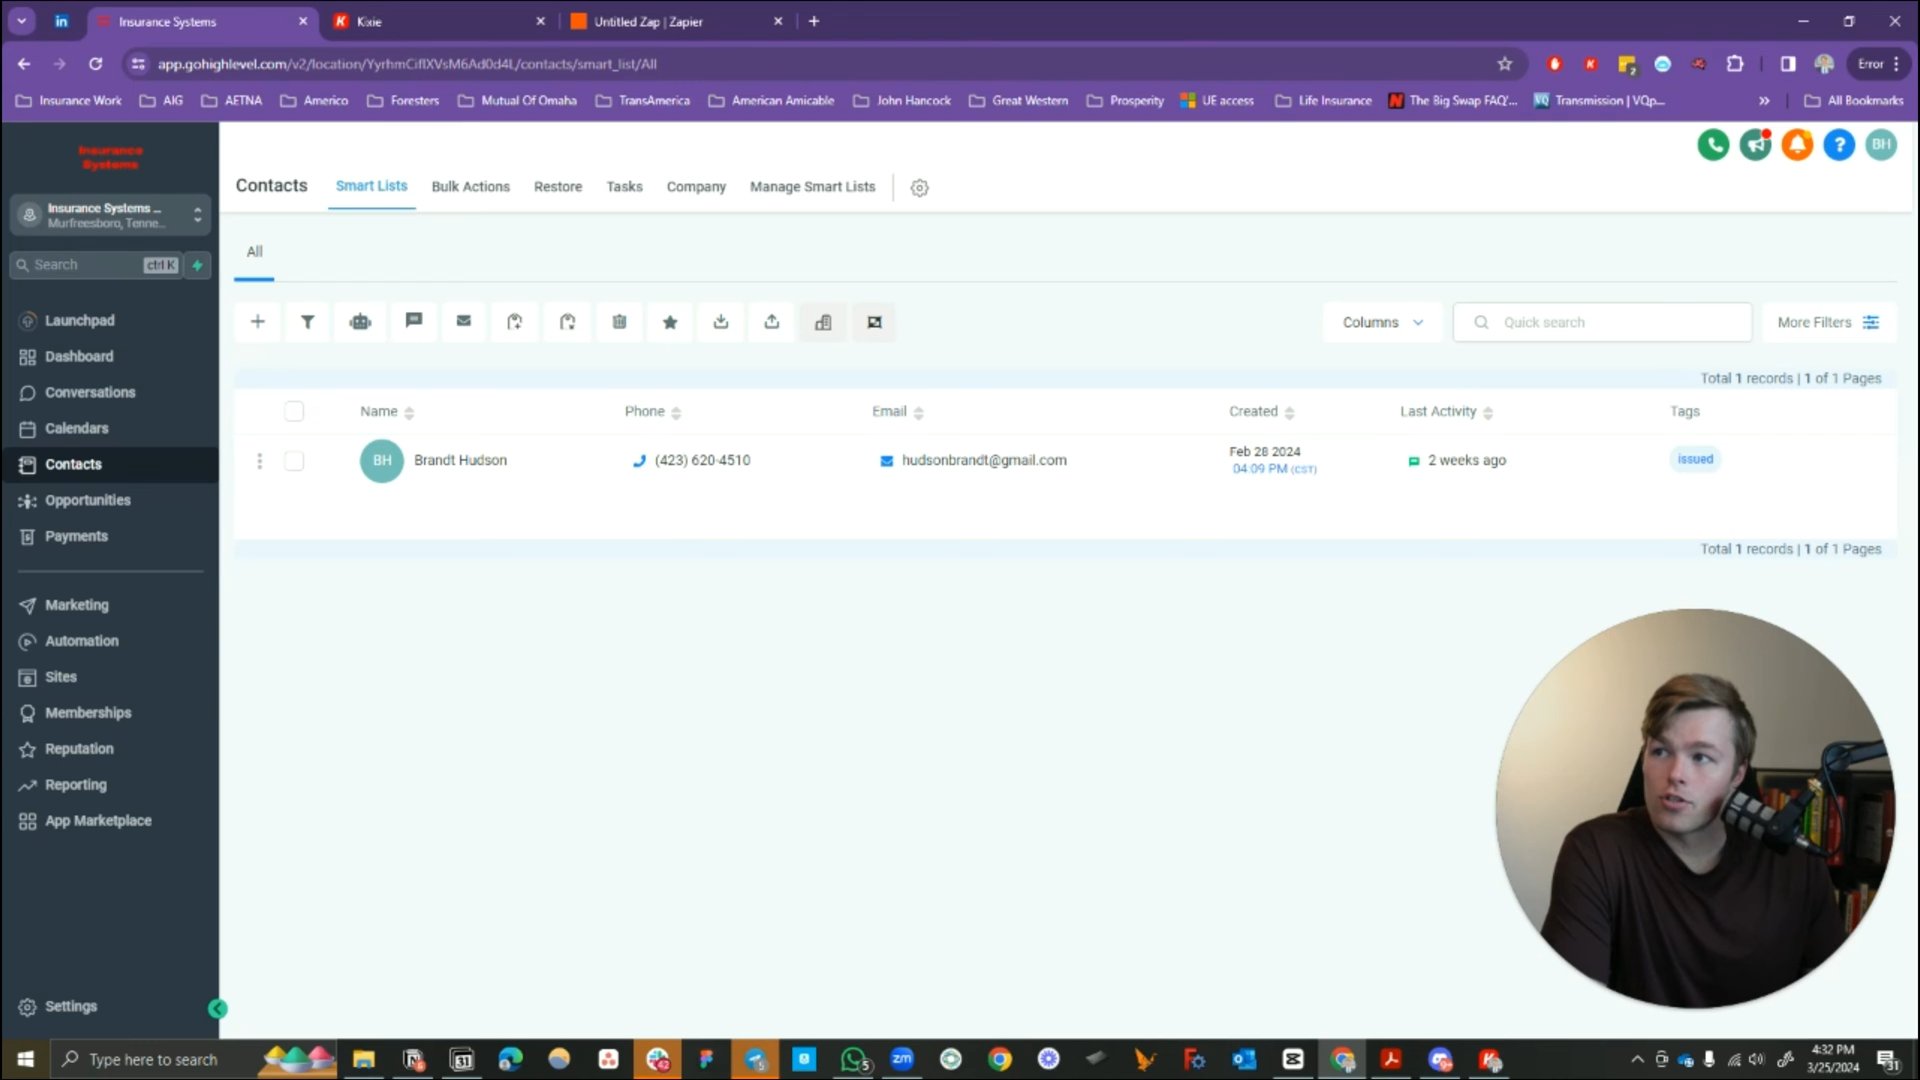 in
Insurance Systems
Kixie
Untitled Zap | Zapier
app.gohighlevel.com/v2/location/YyrhmCiflXVsM6Ad0d4L/contacts/smart_list/All
Error
Insurance Work
AIG
AETNA
Americo
Foresters
Mutual Of Omaha
TransAmerica
American Amicable
John Hancock
Great Western
Prosperity
UE access
Life Insurance
The Big Swap FAQ'...
Transmission | VQp...
All Bookmarks
Insurance
Systems
Insurance Systems ...
Murfreesboro, Tenne...
Search
ctrl K
Launchpad
Dashboard
Conversations
Calendars
Contacts
Opportunities
Payments
Marketing
Automation
Sites
Memberships
Reputation
Reporting
App Marketplace
Settings
Contacts
Smart Lists
Bulk Actions
Restore
Tasks
Company
Manage Smart Lists
BH
All
Columns
Quick search
More Filters
Total 1 records | 1 of 1 Pages
Name
Phone
Email
Created
Last Activity
Tags
BH
Brandt Hudson
(423) 620-4510
hudsonbrandt@gmail.com
Feb 28 2024
04:09 PM (CST)
2 weeks ago
issued
Total 1 records | 1 of 1 Pages
Type here to search
31
zm
4:32 PM
3/25/2024